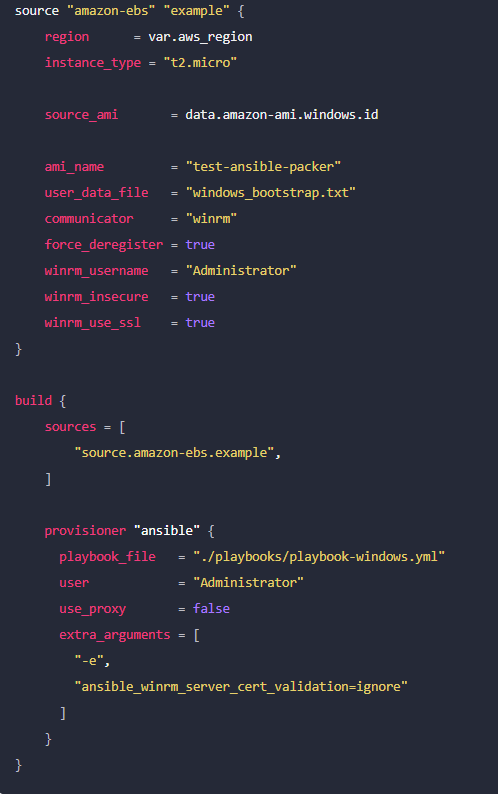 source "amazon-ebs" "example" {
    region      = var.aws_region
    instance_type = "t2.micro"

    source_ami       = data.amazon-ami.windows.id

    ami_name         = "test-ansible-packer"
    user_data_file   = "windows_bootstrap.txt"
    communicator     = "winrm"
    force_deregister = true
    winrm_username   = "Administrator"
    winrm_insecure   = true
    winrm_use_ssl    = true
}

build {
    sources = [
        "source.amazon-ebs.example",
    ]

    provisioner "ansible" {
      playbook_file   = "./playbooks/playbook-windows.yml"
      user            = "Administrator"
      use_proxy       = false
      extra_arguments = [
        "-e",
        "ansible_winrm_server_cert_validation=ignore"
      ]
    }
}